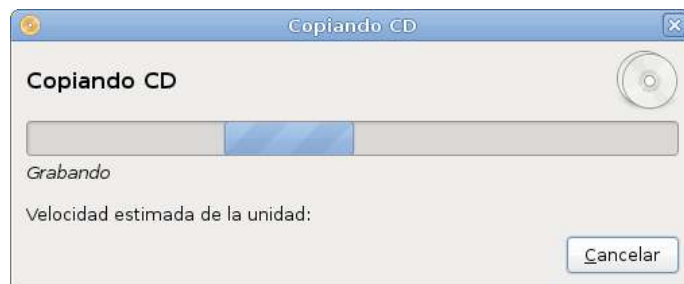 Copiando CD
Copiando CD
Grabando
Velocidad estimada de la unidad:
Cancelar